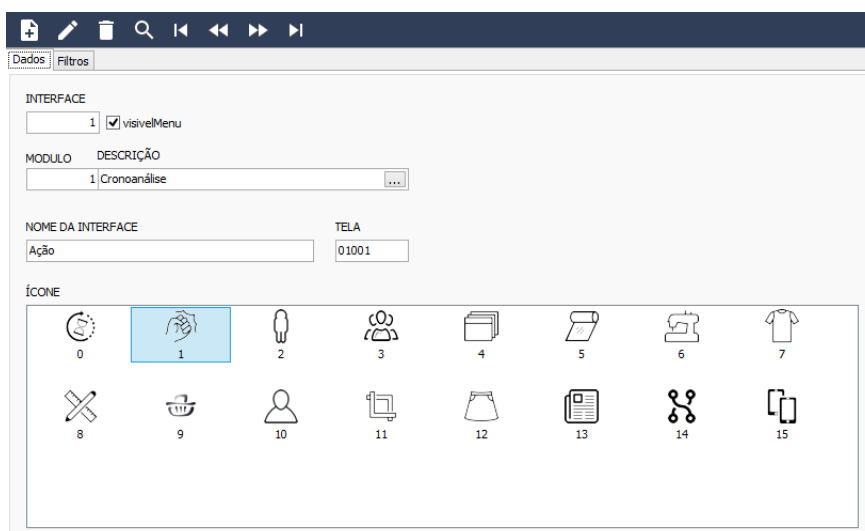 Dados Filtros
INTERFACE
1 visivelMenu
MODULO DESCRIÇÃO
1 Cronoanálise ...
NOME DA INTERFACE TELA
Ação 01001
ÍCONE
0 1 2 3 4 5 6 7
8 9 10 11 12 13 14 15